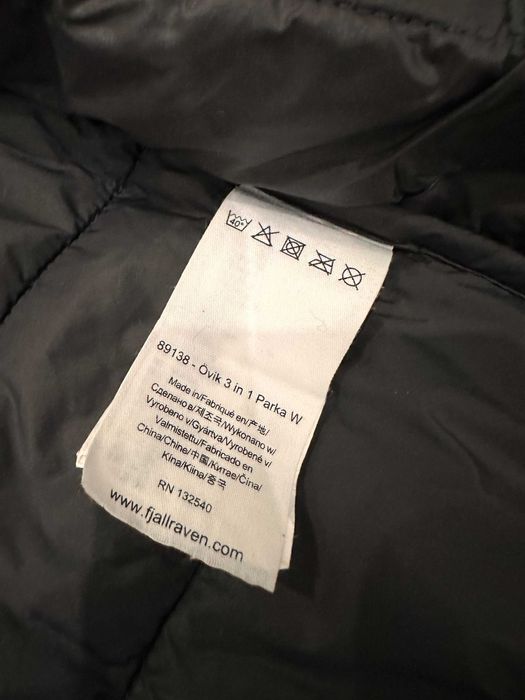 40°
89138 - Övik 3 in 1 Parka W
Made in/Fabriqué en/产地/
Сделано в/제조국/Wykonano w/
Vyrobeno v/Gyártva/Vyrobené v/
Valmistettu/Fabricado en
China/Chine/中国/Китае/Čína/
Kína/Kiina/중국
RN 132540
www.fjallraven.com